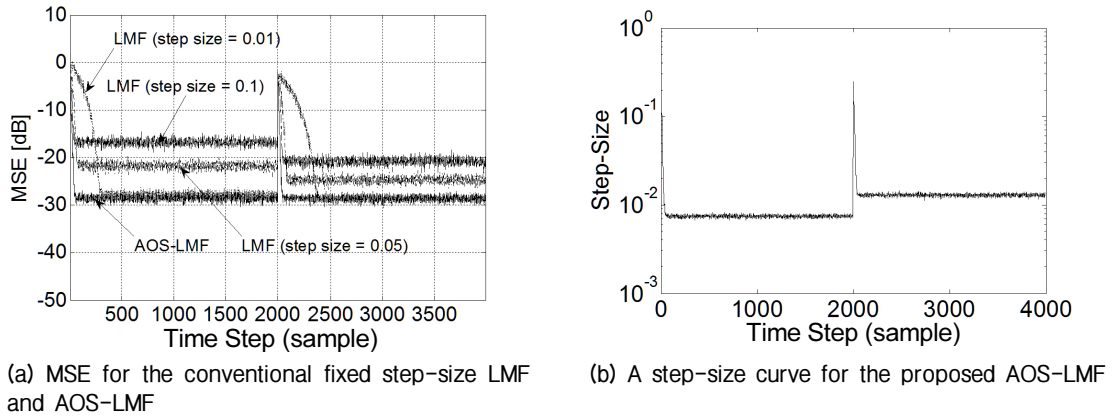 10
0
-10
-20
-30
-40
-50
MSE [dB]
LMF (step size = 0.01)
LMF (step size = 0.1)
AOS-LMF
LMF (step size = 0.05)
500 1000 1500 2000 2500 3000 3500
Time Step (sample)
(a) MSE for the conventional fixed step-size LMF
and AOS-LMF
10⁰
10⁻¹
10⁻²
10⁻³
Step-Size
0 1000 2000 3000 4000
Time Step (sample)
(b) A step-size curve for the proposed AOS-LMF